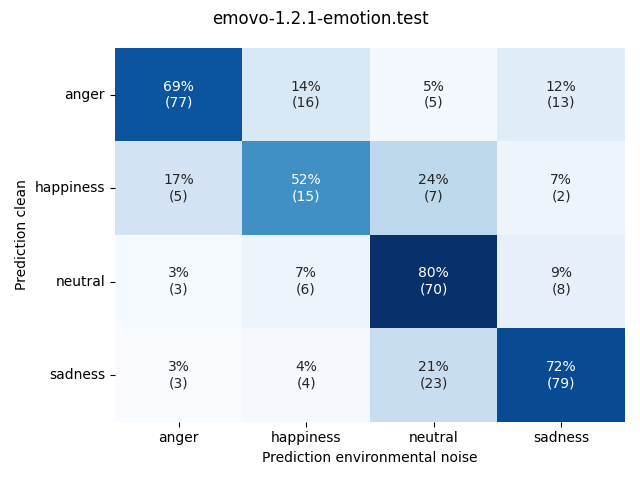 emovo-1.2.1-emotion.test
Prediction clean
anger
69% 14% 5% 12%
(77) (16) (5) (13)
happiness
17% 52% 24% 7%
(5) (15) (7) (2)
neutral
3% 7% 80% 9%
(3) (6) (70) (8)
sadness
3% 4% 21% 72%
(3) (4) (23) (79)
anger happiness neutral sadness
Prediction environmental noise